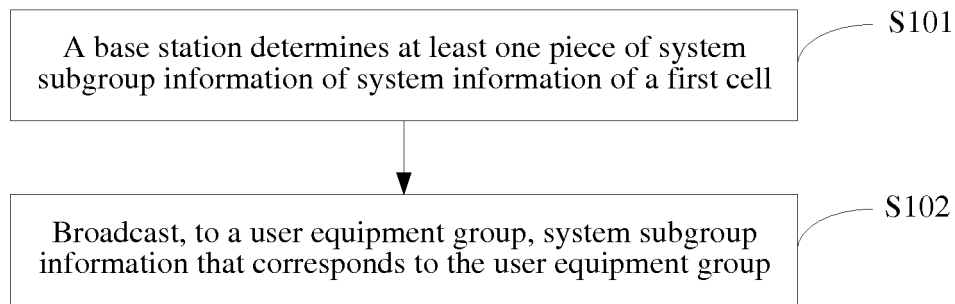 S101
A base station determines at least one piece of system
subgroup information of system information of a first cell
S102
Broadcast, to a user equipment group, system subgroup
information that corresponds to the user equipment group